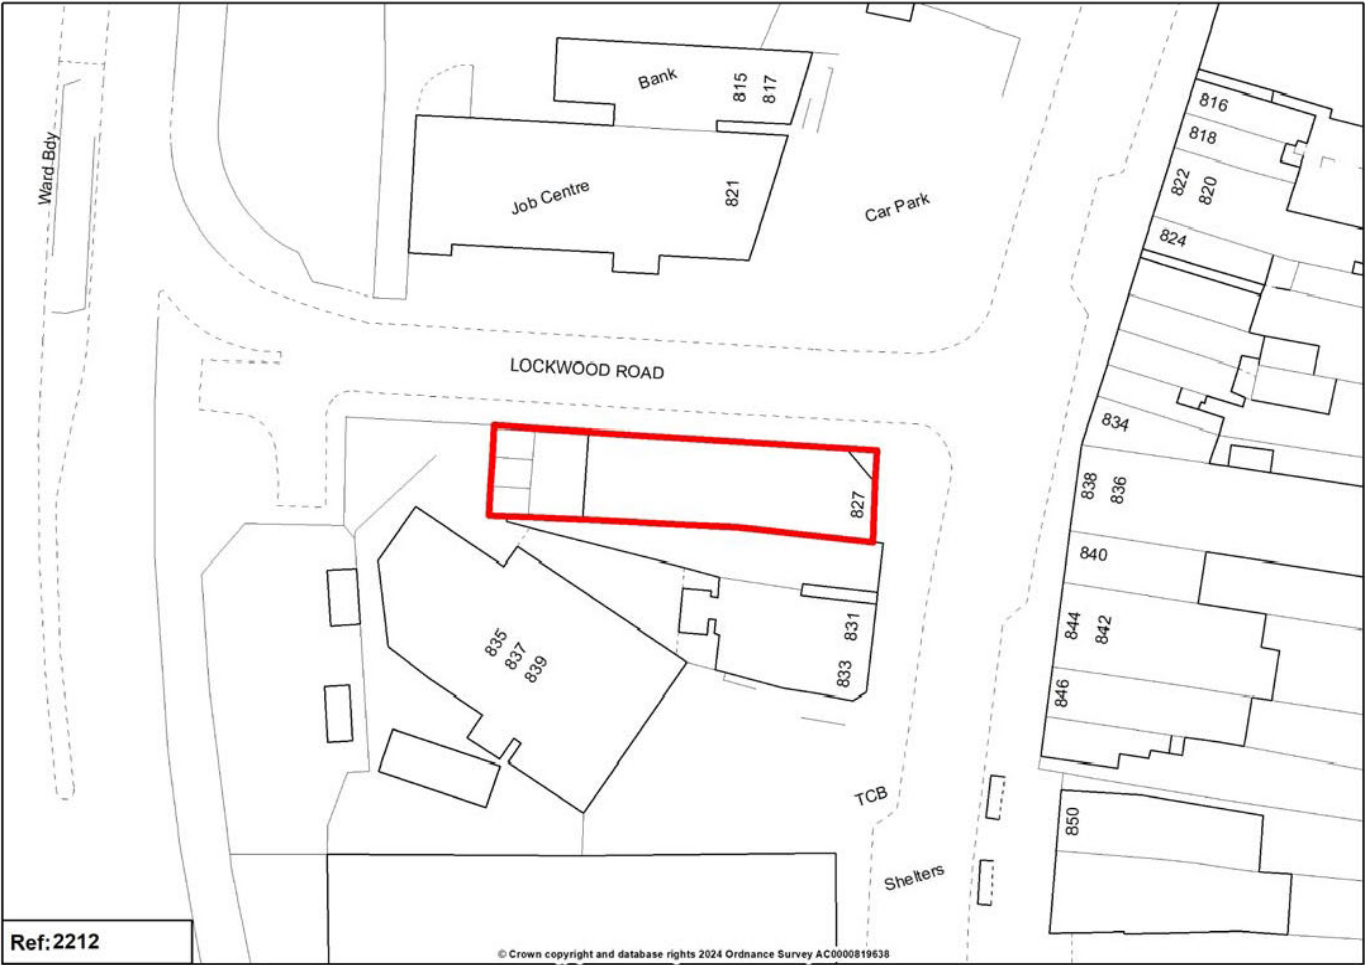 Bank
815
817
816
818
822
820
824
Ward Bdy
Job Centre
821
Car Park
LOCKWOOD ROAD
834
838
836
827
840
844
842
831
833
835
837
839
846
TCB
850
Shelters
Ref:2212
© Crown copyright and database rights 2024 Ordnance Survey AC0000819638